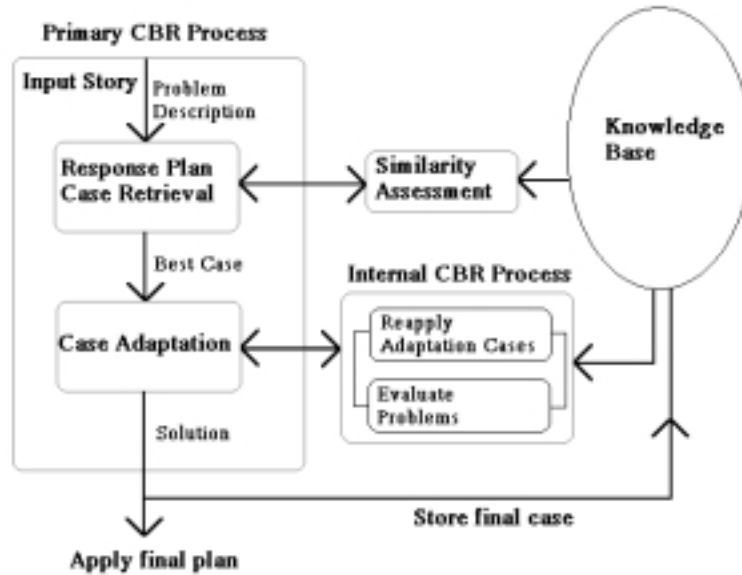 Primary CBR Process
Input Story
Problem
Description
Response Plan
Case Retrieval
Similarity
Assessment
Knowledge
Base
Best Case
Internal CBR Process
Case Adaptation
Reapply
Adaptation Cases
Evaluate
Problems
Solution
Store final case
Apply final plan